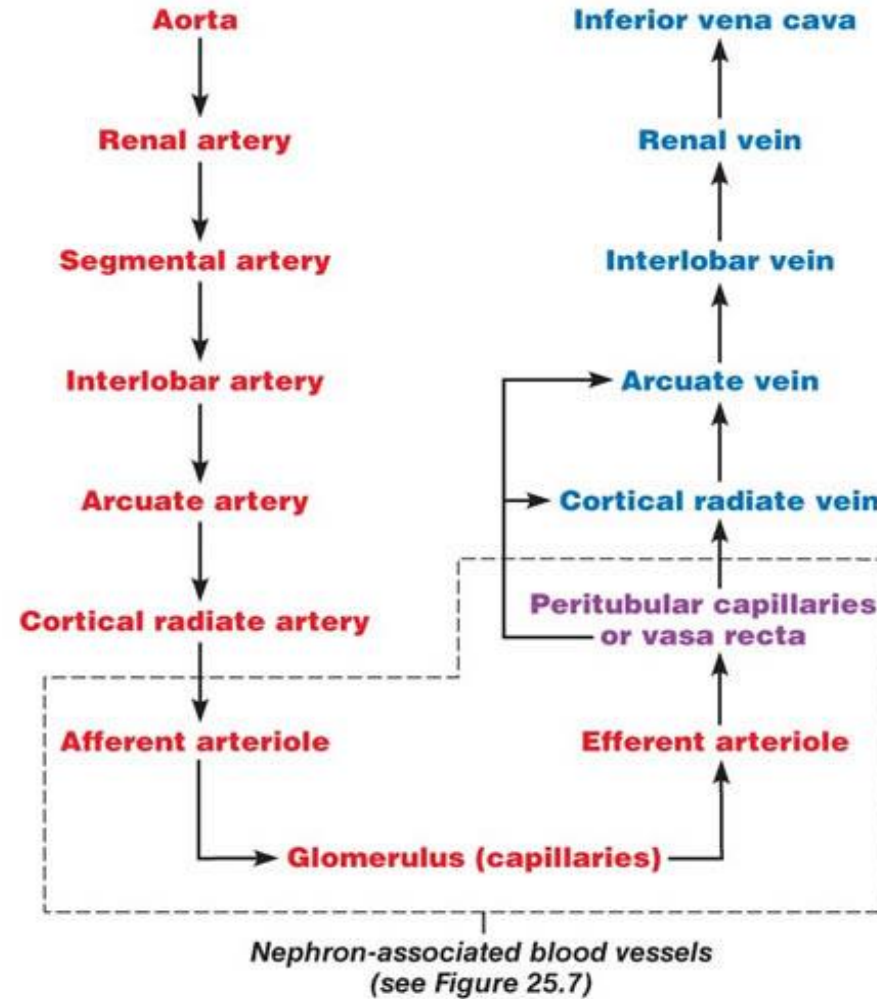 Aorta
Inferior vena cava
Renal artery
Renal vein
Segmental artery
Interlobar vein
Interlobar artery
Arcuate vein
Arcuate artery
Cortical radiate vein
Cortical radiate artery
Peritubular capillaries
or vasa recta
Afferent arteriole
Efferent arteriole
Glomerulus (capillaries)
Nephron-associated blood vessels
(see Figure 25.7)